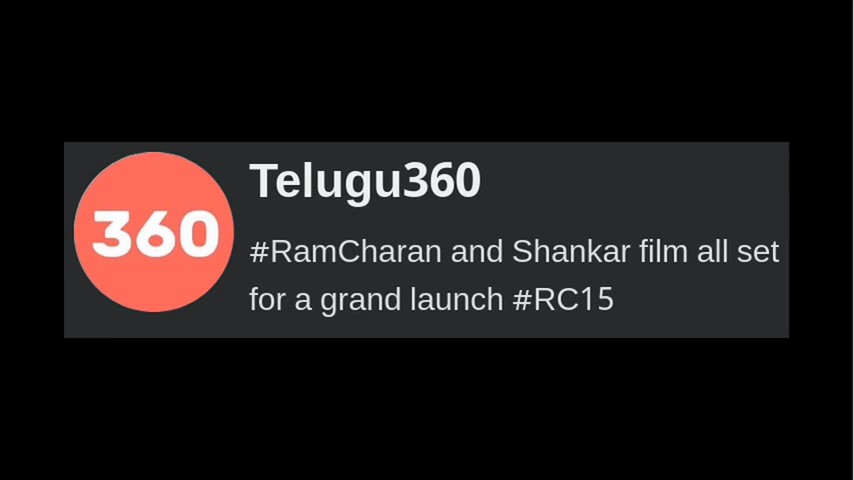 360
Telugu360
#RamCharan and Shankar film all set
for a grand launch #RC15